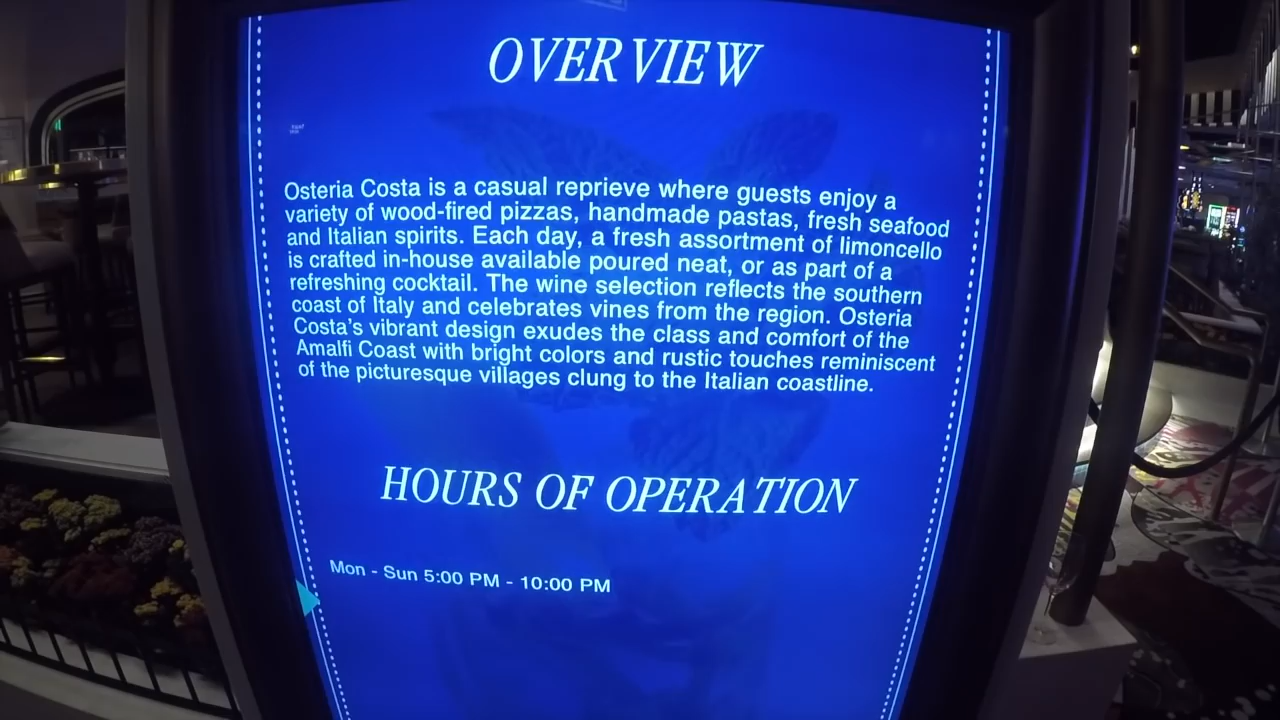 OVERVIEW
Osteria Costa is a casual reprieve where guests enjoy a
variety of wood-fired pizzas, handmade pastas, fresh seafood
and Italian spirits. Each day, a fresh assortment of limoncello
is crafted in-house available poured neat, or as part of a
refreshing cocktail. The wine selection reflects the southern
coast of Italy and celebrates vines from the region. Osteria
Costa's vibrant design exudes the class and comfort of the
Amalfi Coast with bright colors and rustic touches reminiscent
of the picturesque villages clung to the Italian coastline.
HOURS OF OPERATION
Mon - Sun 5:00 PM - 10:00 PM